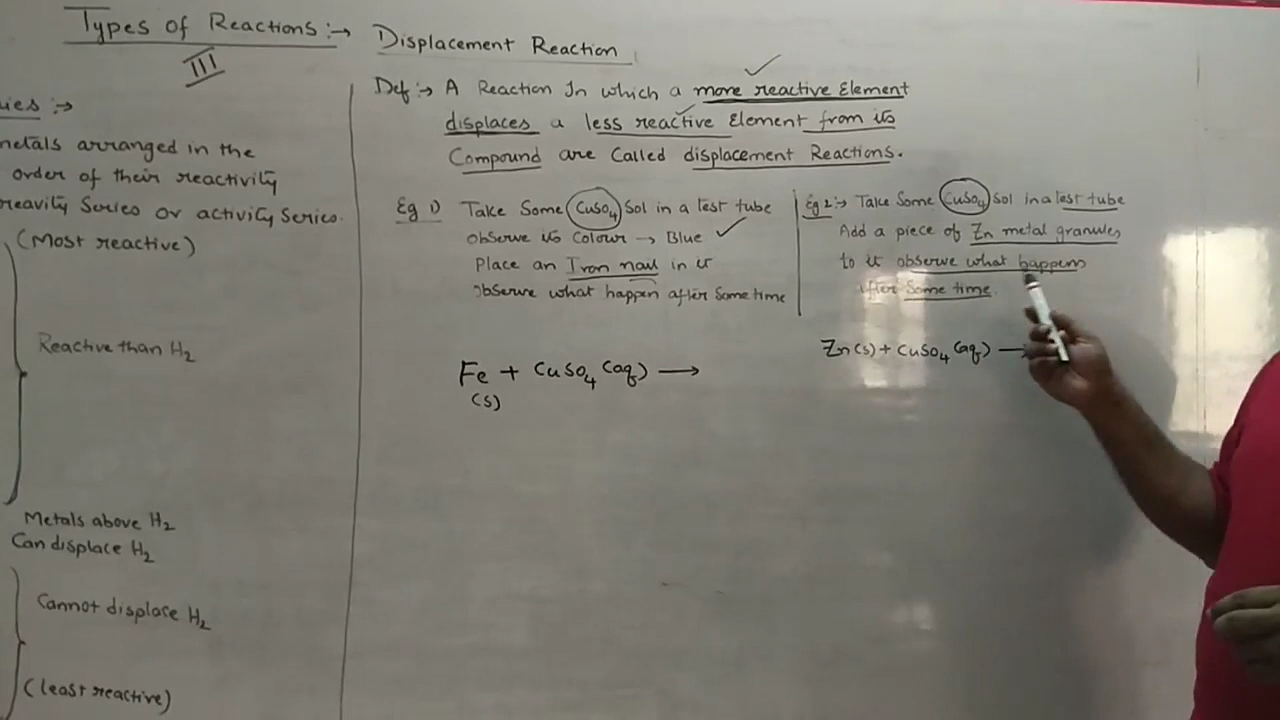 Types of Reactions :→ Displacement Reaction
III
ies :→
metals arranged in the
order of their reactivity
reavity Series or activity Series.
(Most reactive)
Reactive than H2
Metals above H2
Can displace H2
Cannot displace H2
(least reactive)
Def :→ A Reaction In which a more reactive Element
displaces a less reactive Element from its
Compound are Called displacement Reactions.
Eg 1) Take Some CuSO4 Sol in a test tube
Observe its Colour → Blue ✓
Place an Iron nail in it
Observe what happen after Some time
Fe + CuSO4 (aq) →
(s)
Eg 2 :→ Take Some CuSO4 Sol in a test tube
Add a piece of Zn metal granules
to it observe what happens
after Some time.
Zn(s) + CuSO4 (aq) →